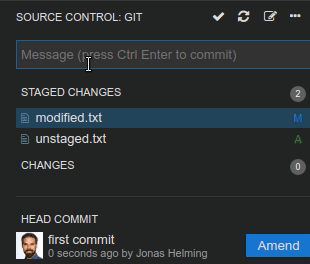 SOURCE CONTROL: GIT
Message (press Ctrl Enter to commit)
STAGED CHANGES 2
modified.txt M
unstaged.txt A
CHANGES 0
HEAD COMMIT
first commit
0 seconds ago by Jonas Helming
Amend